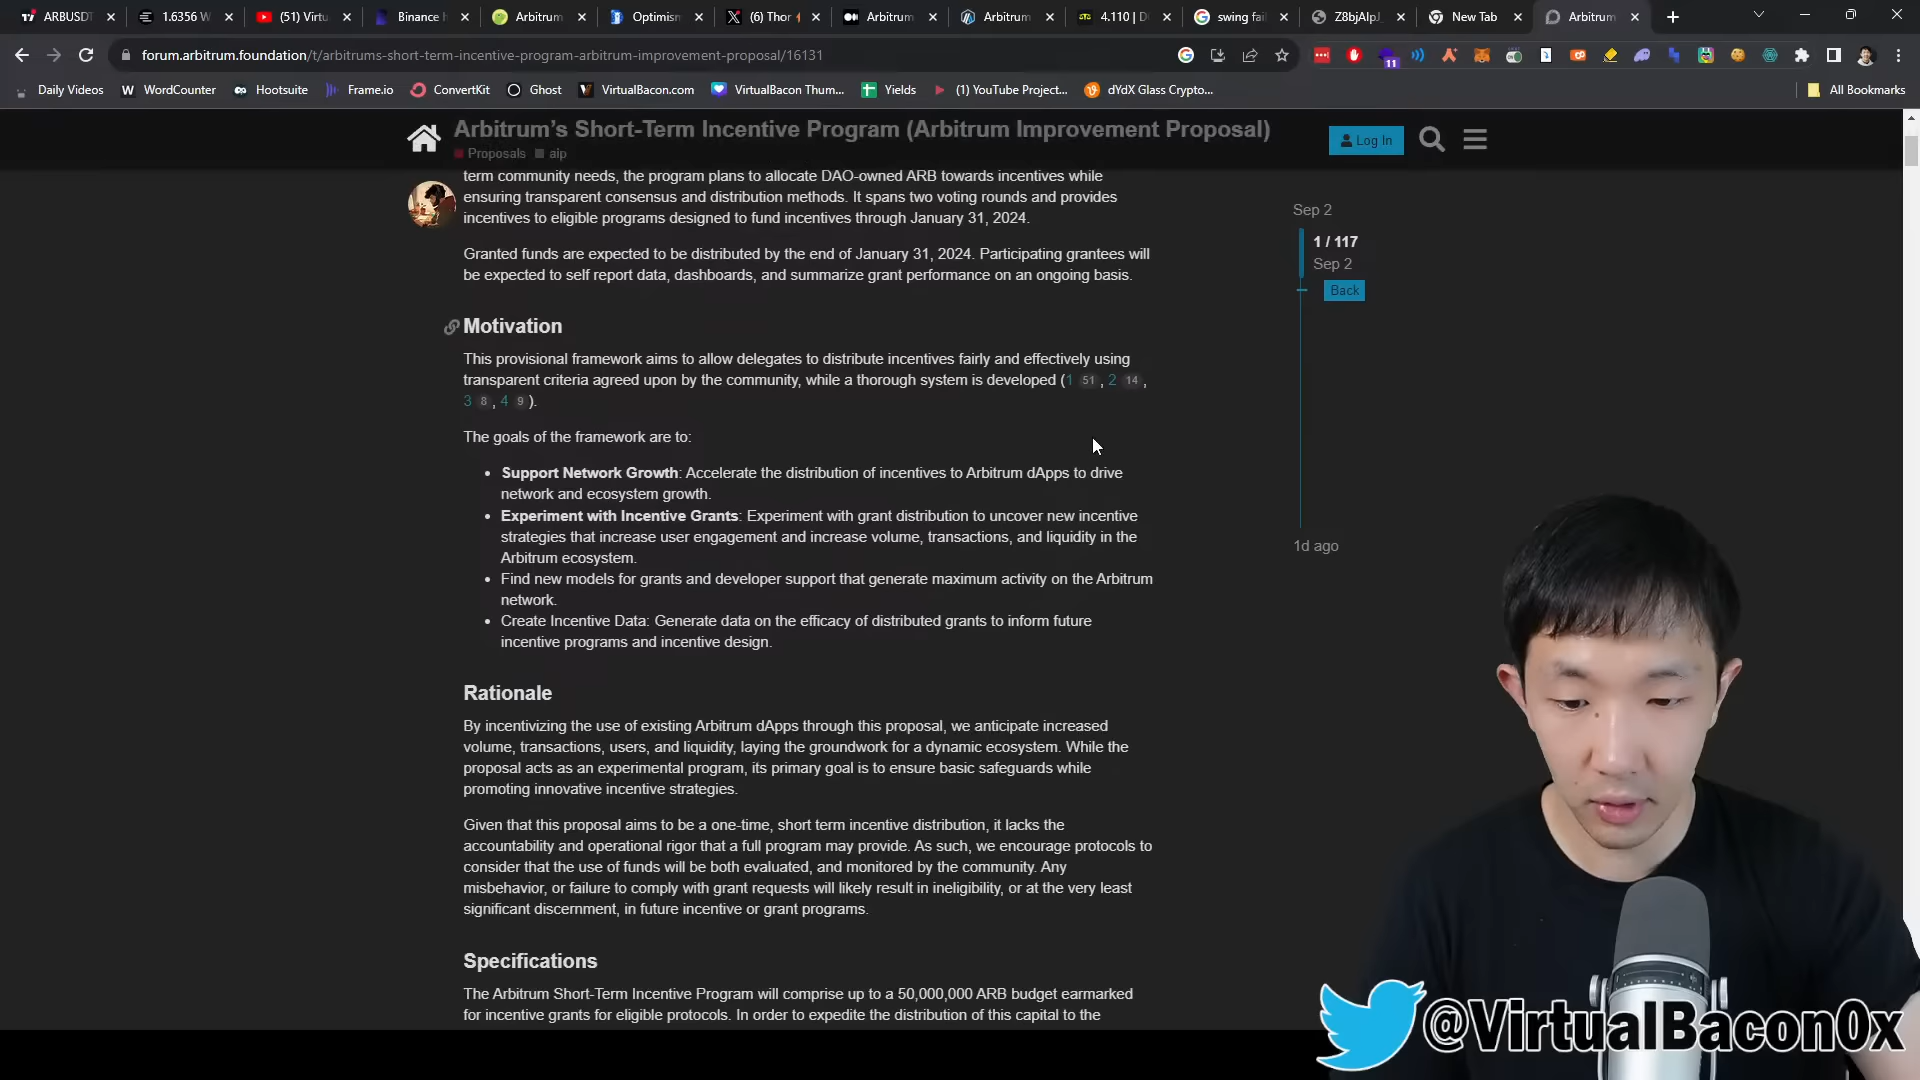 ARBUSDT
1.6356 W
(51) Virtu
Binance h
Arbitrum
Optimism
(6) Thor
Arbitrum
Arbitrum
4.110 | D
swing fail
Z8bjAIpJ
New Tab
Arbitrum
forum.arbitrum.foundation/t/arbitrums-short-term-incentive-program-arbitrum-improvement-proposal/16131
11
Daily Videos
WordCounter
Hootsuite
Frame.io
ConvertKit
Ghost
VirtualBacon.com
VirtualBacon Thum...
Yields
(1) YouTube Project...
dYdX Glass Crypto...
All Bookmarks
Arbitrum’s Short-Term Incentive Program (Arbitrum Improvement Proposal)
Proposals aip
Log In
term community needs, the program plans to allocate DAO-owned ARB towards incentives while
ensuring transparent consensus and distribution methods. It spans two voting rounds and provides
incentives to eligible programs designed to fund incentives through January 31, 2024.
Granted funds are expected to be distributed by the end of January 31, 2024. Participating grantees will
be expected to self report data, dashboards, and summarize grant performance on an ongoing basis.
Motivation
This provisional framework aims to allow delegates to distribute incentives fairly and effectively using
transparent criteria agreed upon by the community, while a thorough system is developed (1 51, 2 14,
3 8, 4 9).
The goals of the framework are to:
• Support Network Growth: Accelerate the distribution of incentives to Arbitrum dApps to drive
network and ecosystem growth.
• Experiment with Incentive Grants: Experiment with grant distribution to uncover new incentive
strategies that increase user engagement and increase volume, transactions, and liquidity in the
Arbitrum ecosystem.
• Find new models for grants and developer support that generate maximum activity on the Arbitrum
network.
• Create Incentive Data: Generate data on the efficacy of distributed grants to inform future
incentive programs and incentive design.
Rationale
By incentivizing the use of existing Arbitrum dApps through this proposal, we anticipate increased
volume, transactions, users, and liquidity, laying the groundwork for a dynamic ecosystem. While the
proposal acts as an experimental program, its primary goal is to ensure basic safeguards while
promoting innovative incentive strategies.
Given that this proposal aims to be a one-time, short term incentive distribution, it lacks the
accountability and operational rigor that a full program may provide. As such, we encourage protocols to
consider that the use of funds will be both evaluated, and monitored by the community. Any
misbehavior, or failure to comply with grant requests will likely result in ineligibility, or at the very least
significant discernment, in future incentive or grant programs.
Specifications
The Arbitrum Short-Term Incentive Program will comprise up to a 50,000,000 ARB budget earmarked
for incentive grants for eligible protocols. In order to expedite the distribution of this capital to the
Sep 2
1 / 117
Sep 2
Back
1d ago
@VirtualBacon0x